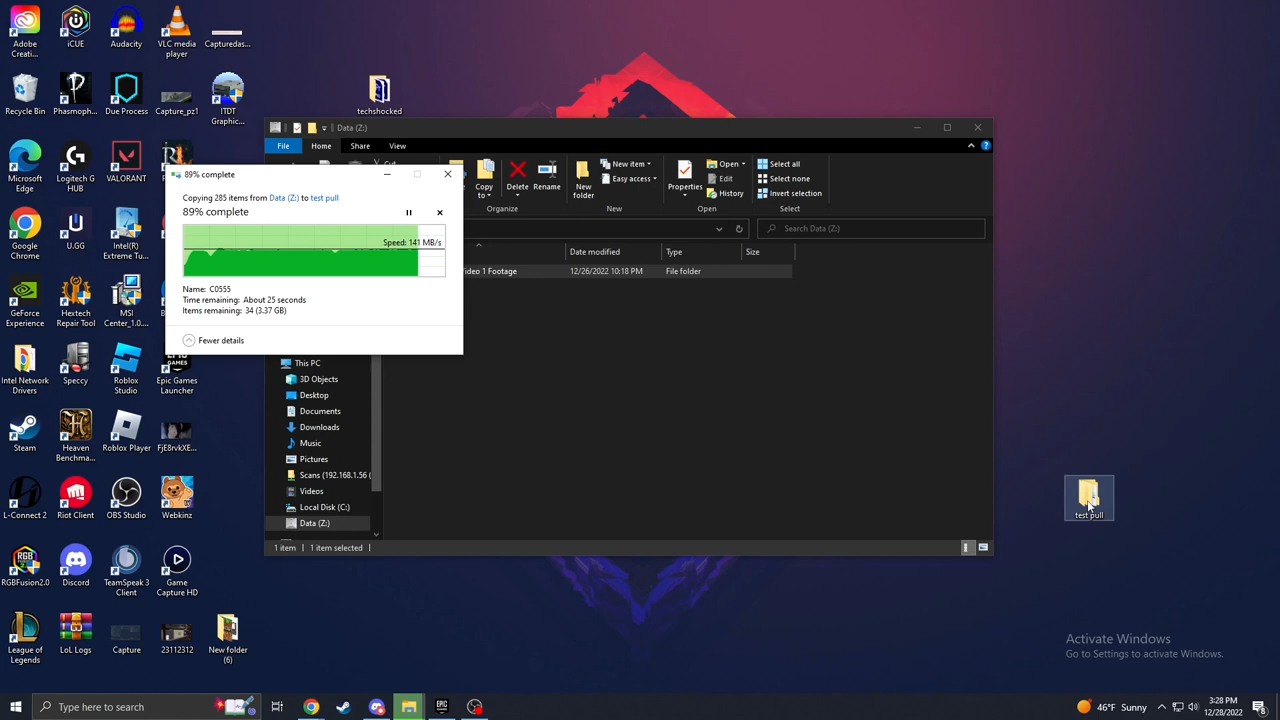 Adobe
Creati...
iCUE
Audacity
VLC media
player
Capturedas...
Recycle Bin
Phasmoph...
Due Process
Capture_pz1
ITDT
Graphic...
techshocked
Microsoft
Edge
Logitech G
HUB
VALORANT
Google
Chrome
U.GG
Intel(R)
Extreme Tu...
GeForce
Experience
Hextech
Repair Tool
MSI
Center_1.0...
Intel Network
Drivers
Speccy
Roblox
Studio
Epic Games
Launcher
Steam
Heaven
Benchma...
Roblox Player
FjE8rvkXE...
L-Connect 2
Riot Client
OBS Studio
Webkinz
RGBFusion2.0
Discord
TeamSpeak 3
Client
Game
Capture HD
League of
Legends
LoL Logs
Capture
23112312
New folder
(6)
Data (Z:)
File
Home
Share
View
Cut
Copy
to
Delete
Rename
New
folder
New item
Easy access
Properties
Open
Edit
History
Select all
Select none
Invert selection
Organize
New
Open
Select
Search Data (Z:)
Date modified
Type
Size
ideo 1 Footage
12/26/2022 10:18 PM
File folder
89% complete
Copying 285 items from Data (Z:) to test pull
89% complete
Speed: 141 MB/s
Name: C0555
Time remaining: About 25 seconds
Items remaining: 34 (3.37 GB)
Fewer details
This PC
3D Objects
Desktop
Documents
Downloads
Music
Pictures
Scans (192.168.1.56 (
Videos
Local Disk (C:)
Data (Z:)
1 item
1 item selected
test pull
Activate Windows
Go to Settings to activate Windows.
Type here to search
46°F Sunny
3:28 PM
12/28/2022